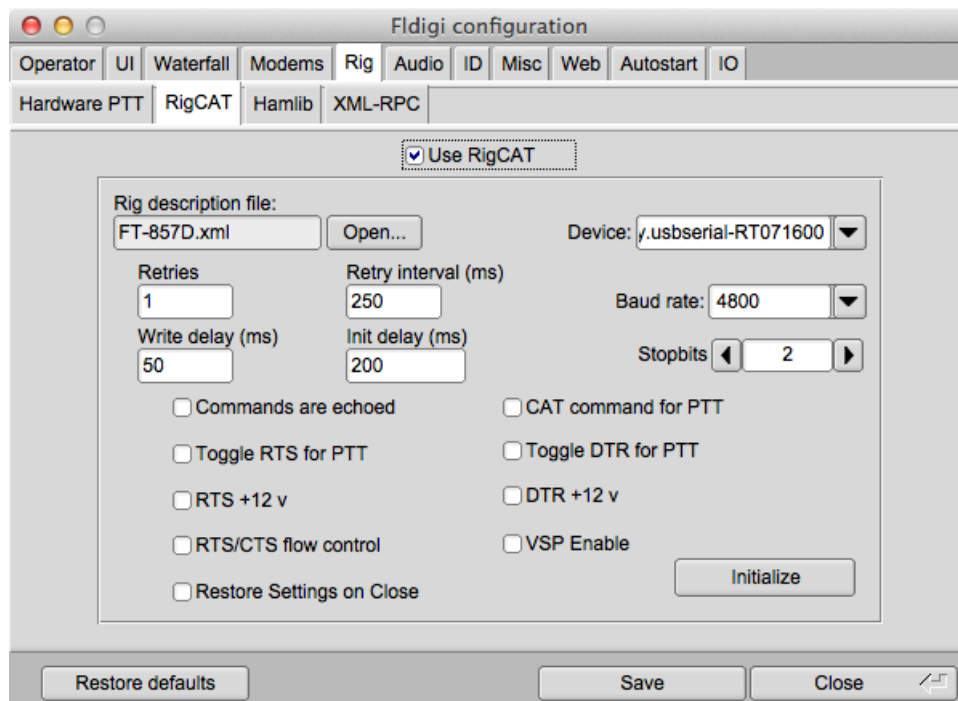 Fldigi configuration
Operator UI Waterfall Modems Rig Audio ID Misc Web Autostart IO
Hardware PTT RigCAT Hamlib XML-RPC
Use RigCAT
Rig description file:
FT-857D.xml Open... Device: y.usbserial-RT071600
Retries Retry interval (ms)
1 250 Baud rate: 4800
Write delay (ms) Init delay (ms)
50 200 Stopbits 2
Commands are echoed CAT command for PTT
Toggle RTS for PTT Toggle DTR for PTT
RTS +12 v DTR +12 v
RTS/CTS flow control VSP Enable
Initialize
Restore Settings on Close
Restore defaults Save Close